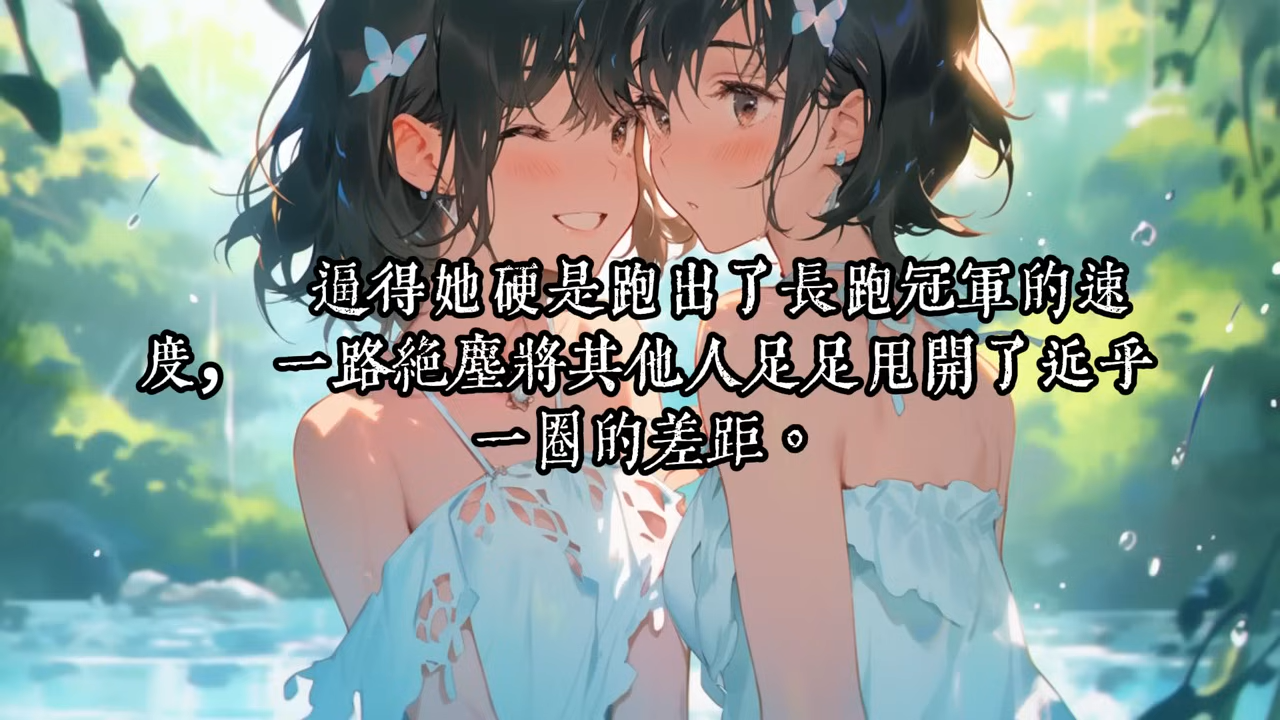 逼得她硬是跑出了長跑冠軍的速
度，一路絶塵將其他人足足甩開了近乎
一圈的差距。